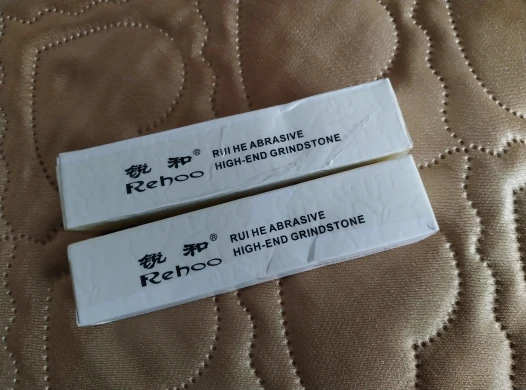 锐和®
Rehoo
RUI HE ABRASIVE
HIGH-END GRINDSTONE
锐和®
Rehoo
RUI HE ABRASIVE
HIGH-END GRINDSTONE